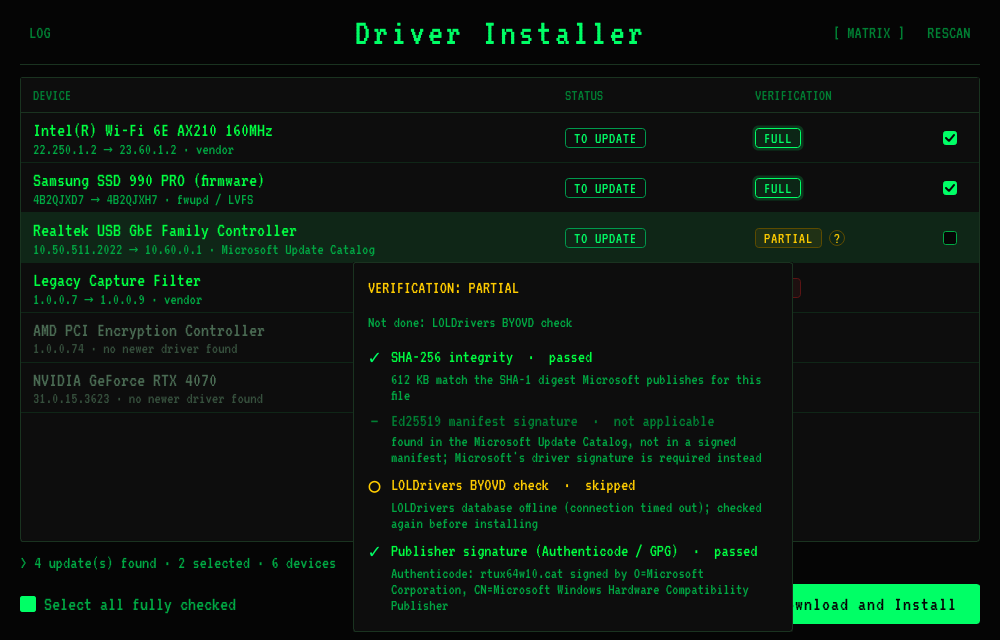 LOG
Driver Installer
[ MATRIX ]
RESCAN
DEVICE
STATUS
VERIFICATION
Intel(R) Wi-Fi 6E AX210 160MHz
22.250.1.2 → 23.60.1.2 · vendor
TO UPDATE
FULL
Samsung SSD 990 PRO (firmware)
4B2QJXD7 → 4B2QJXH7 · fwupd / LVFS
TO UPDATE
FULL
Realtek USB GbE Family Controller
10.50.511.2022 → 10.60.0.1 · Microsoft Update Catalog
TO UPDATE
PARTIAL
?
Legacy Capture Filter
1.0.0.7 → 1.0.0.9 · vendor
AMD PCI Encryption Controller
1.0.0.74 · no newer driver found
NVIDIA GeForce RTX 4070
31.0.15.3623 · no newer driver found
VERIFICATION: PARTIAL
Not done: LOLDrivers BYOVD check
✓ SHA-256 integrity · passed
612 KB match the SHA-1 digest Microsoft publishes for this
file
– Ed25519 manifest signature · not applicable
found in the Microsoft Update Catalog, not in a signed
manifest; Microsoft's driver signature is required instead
LOLDrivers BYOVD check · skipped
LOLDrivers database offline (connection timed out); checked
again before installing
✓ Publisher signature (Authenticode / GPG) · passed
Authenticode: rtux64w10.cat signed by O=Microsoft
Corporation, CN=Microsoft Windows Hardware Compatibility
Publisher
❯ 4 update(s) found · 2 selected · 6 devices
Select all fully checked
wnload and Install